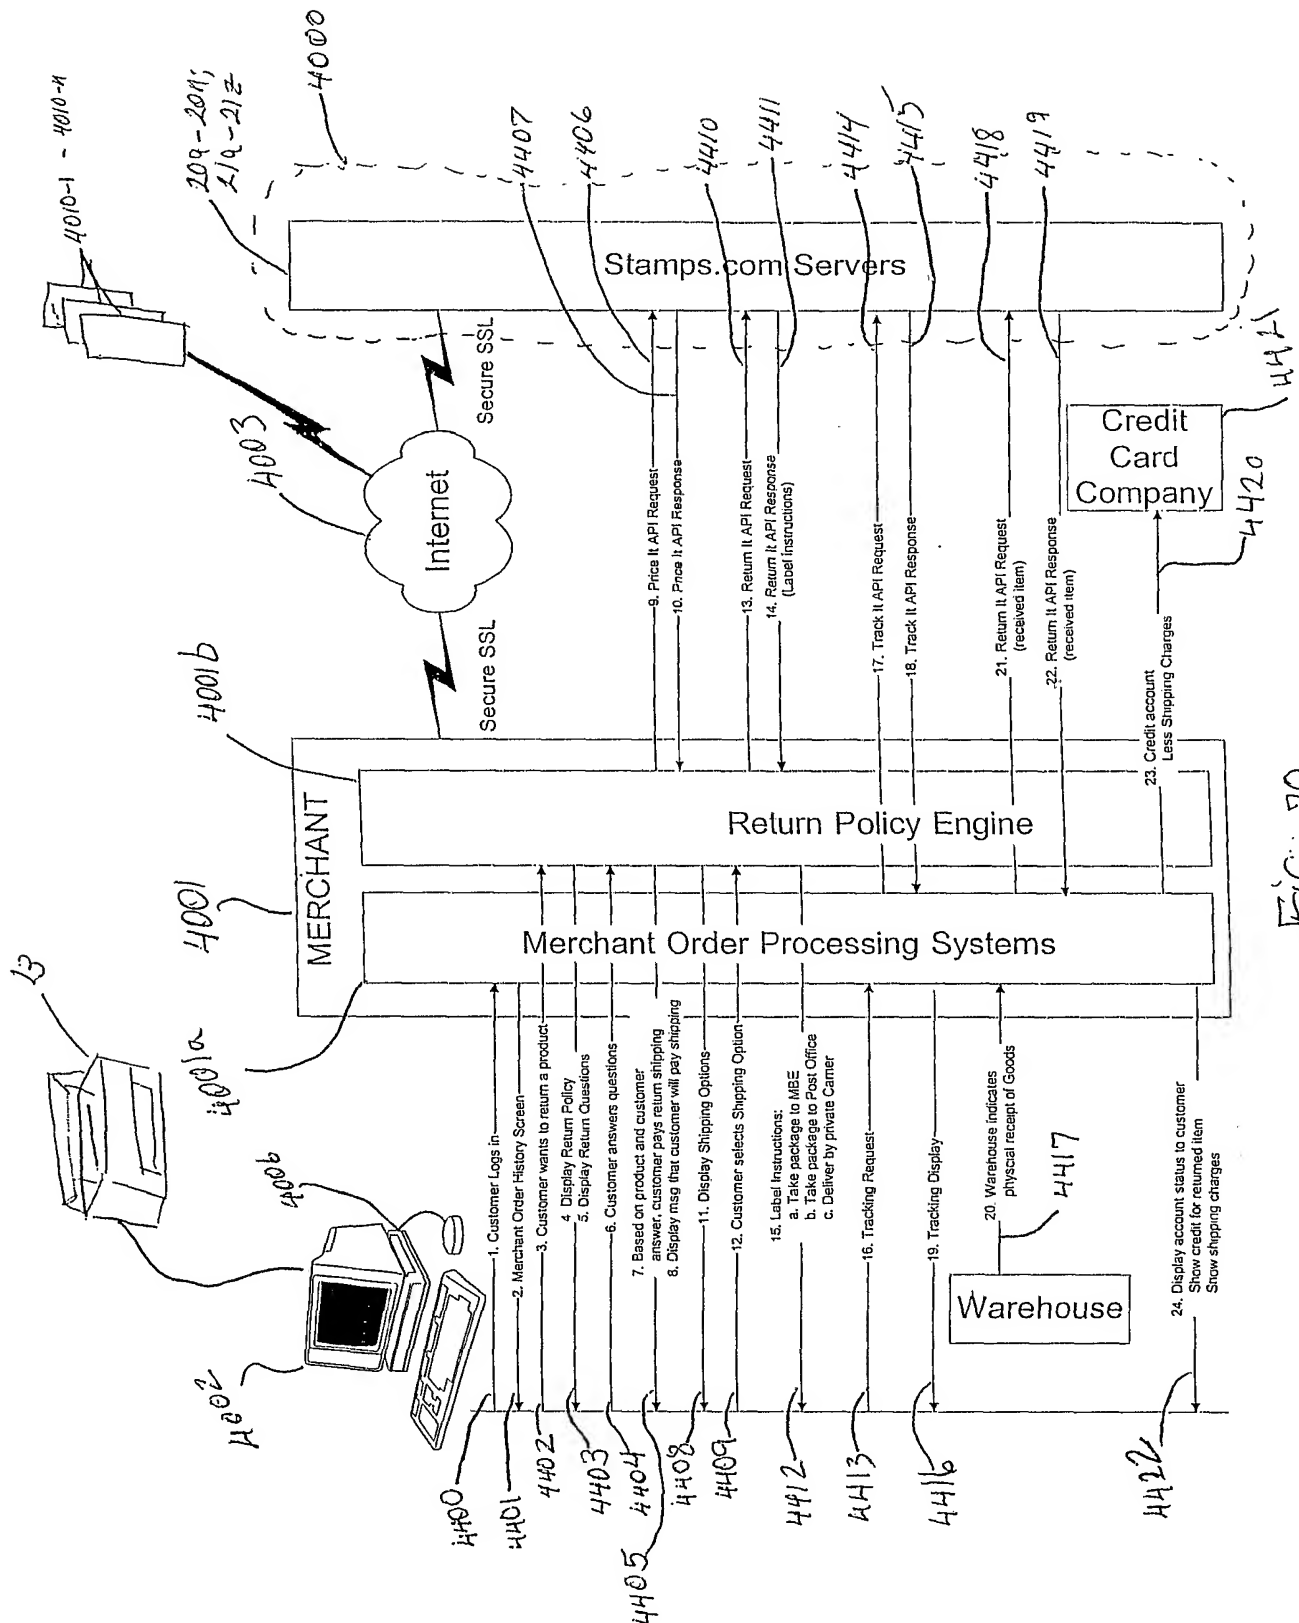 4010-1 - 4010-n
20a-20n;
21a-21z
4000
4003
Internet
Secure SSL
Secure SSL
Stamps.com Servers
4407
4406
4410
4411
4414
4415
4418
4419
23
4002
4006
4001
4001a
4001b
MERCHANT
Merchant Order Processing Systems
Return Policy Engine
4400
1. Customer Logs in
4401
2. Merchant Order History Screen
4402
3. Customer wants to return a product
4403
4 Display Return Policy
5. Display Return Questions
4404
6. Customer answers questions
4405
7. Based on product and customer
answer, customer pays return shipping
8. Display msg that customer will pay shipping
9. Price It API Request
10. Price It API Response
4408
11. Display Shipping Options
4409
12. Customer selects Shipping Option
13. Return It API Request
14. Return It API Response
(Label Instructions)
4412
15. Label Instructions:
a. Take package to MBE
b. Take package to Post Office
c. Deliver by private Carrier
4413
16. Tracking Request
17. Track It API Request
18. Track It API Response
4416
19. Tracking Display
Warehouse
4417
20. Warehouse indicates
physcial receipt of Goods
21. Return It API Request
(received item)
22. Return It API Response
(received item)
23. Credit account
Less Shipping Charges
4420
Credit
Card
Company
4421
4422
24. Display account status to customer
Show credit for returned item
Show shipping charges